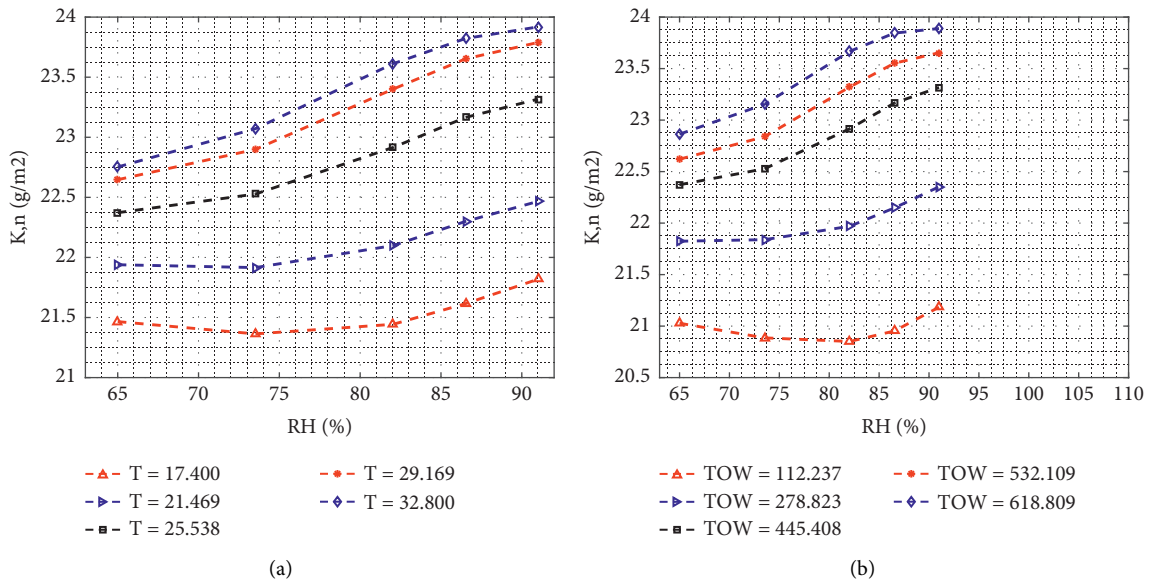 24
23.5
23
22.5
22
21.5
21
K,n (g/m2)
65 70 75 80 85 90
RH (%)
T = 17.400
T = 21.469
T = 25.538
T = 29.169
T = 32.800
(a)
24
23.5
23
22.5
22
21.5
21
20.5
K,n (g/m2)
65 70 75 80 85 90 95 100 105 110
RH (%)
TOW = 112.237
TOW = 278.823
TOW = 445.408
TOW = 532.109
TOW = 618.809
(b)